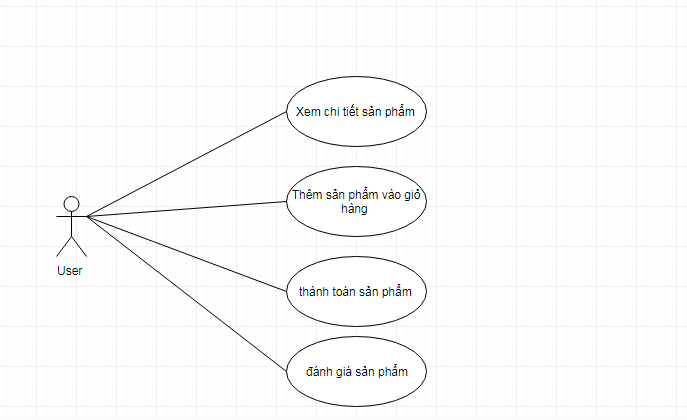 Xem chi tiết sản phẩm
Thêm sản phẩm vào giỏ
hàng
User
thành toán sản phẩm
đánh giá sản phẩm